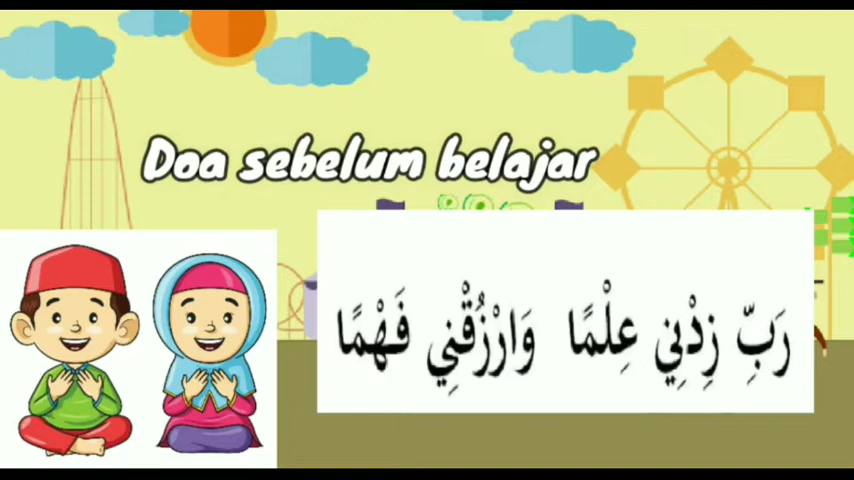 Doa sebelum belajar
رَبِّ زِدْنِي عِلْمًا وَارْزُقْنِي فَهْمًا